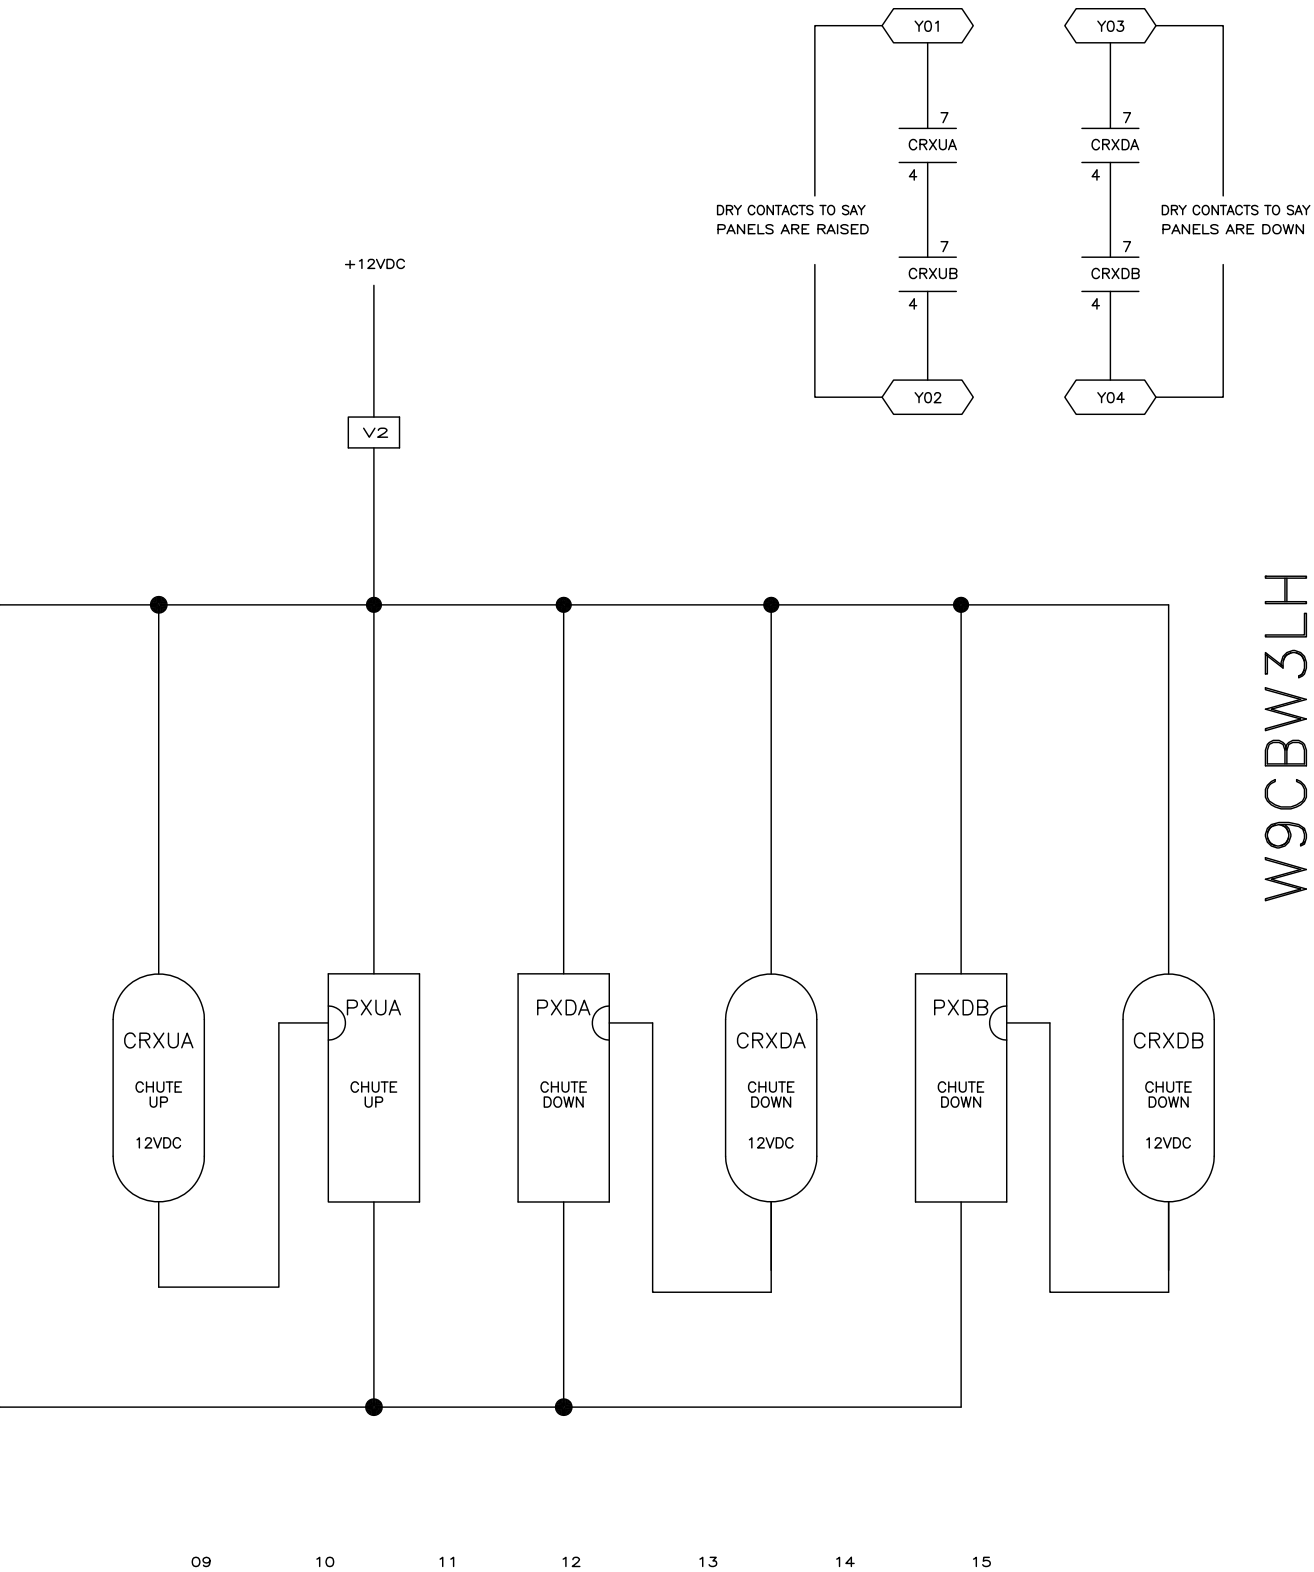 Y01
Y03
7
CRXUA
4
7
CRXDA
4
DRY CONTACTS TO SAY
PANELS ARE RAISED
DRY CONTACTS TO SAY
PANELS ARE DOWN
7
CRXUB
4
7
CRXDB
4
+12VDC
Y02
Y04
V2
W9CBW3LH
CRXUA
CHUTE
UP
12VDC
PXUA
CHUTE
UP
PXDA
CHUTE
DOWN
CRXDA
CHUTE
DOWN
12VDC
PXDB
CHUTE
DOWN
CRXDB
CHUTE
DOWN
12VDC
09 10 11 12 13 14 15